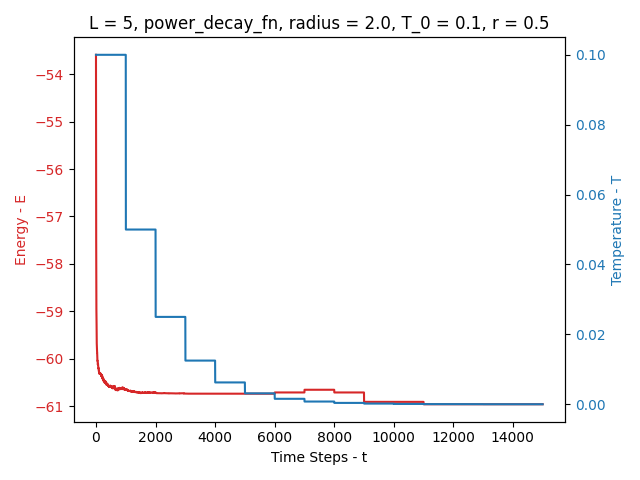 L = 5, power_decay_fn, radius = 2.0, T_0 = 0.1, r = 0.5
Energy - E
−54
−55
−56
−57
−58
−59
−60
−61
0.10
0.08
0.06
0.04
0.02
0.00
Temperature - T
0 2000 4000 6000 8000 10000 12000 14000
Time Steps - t